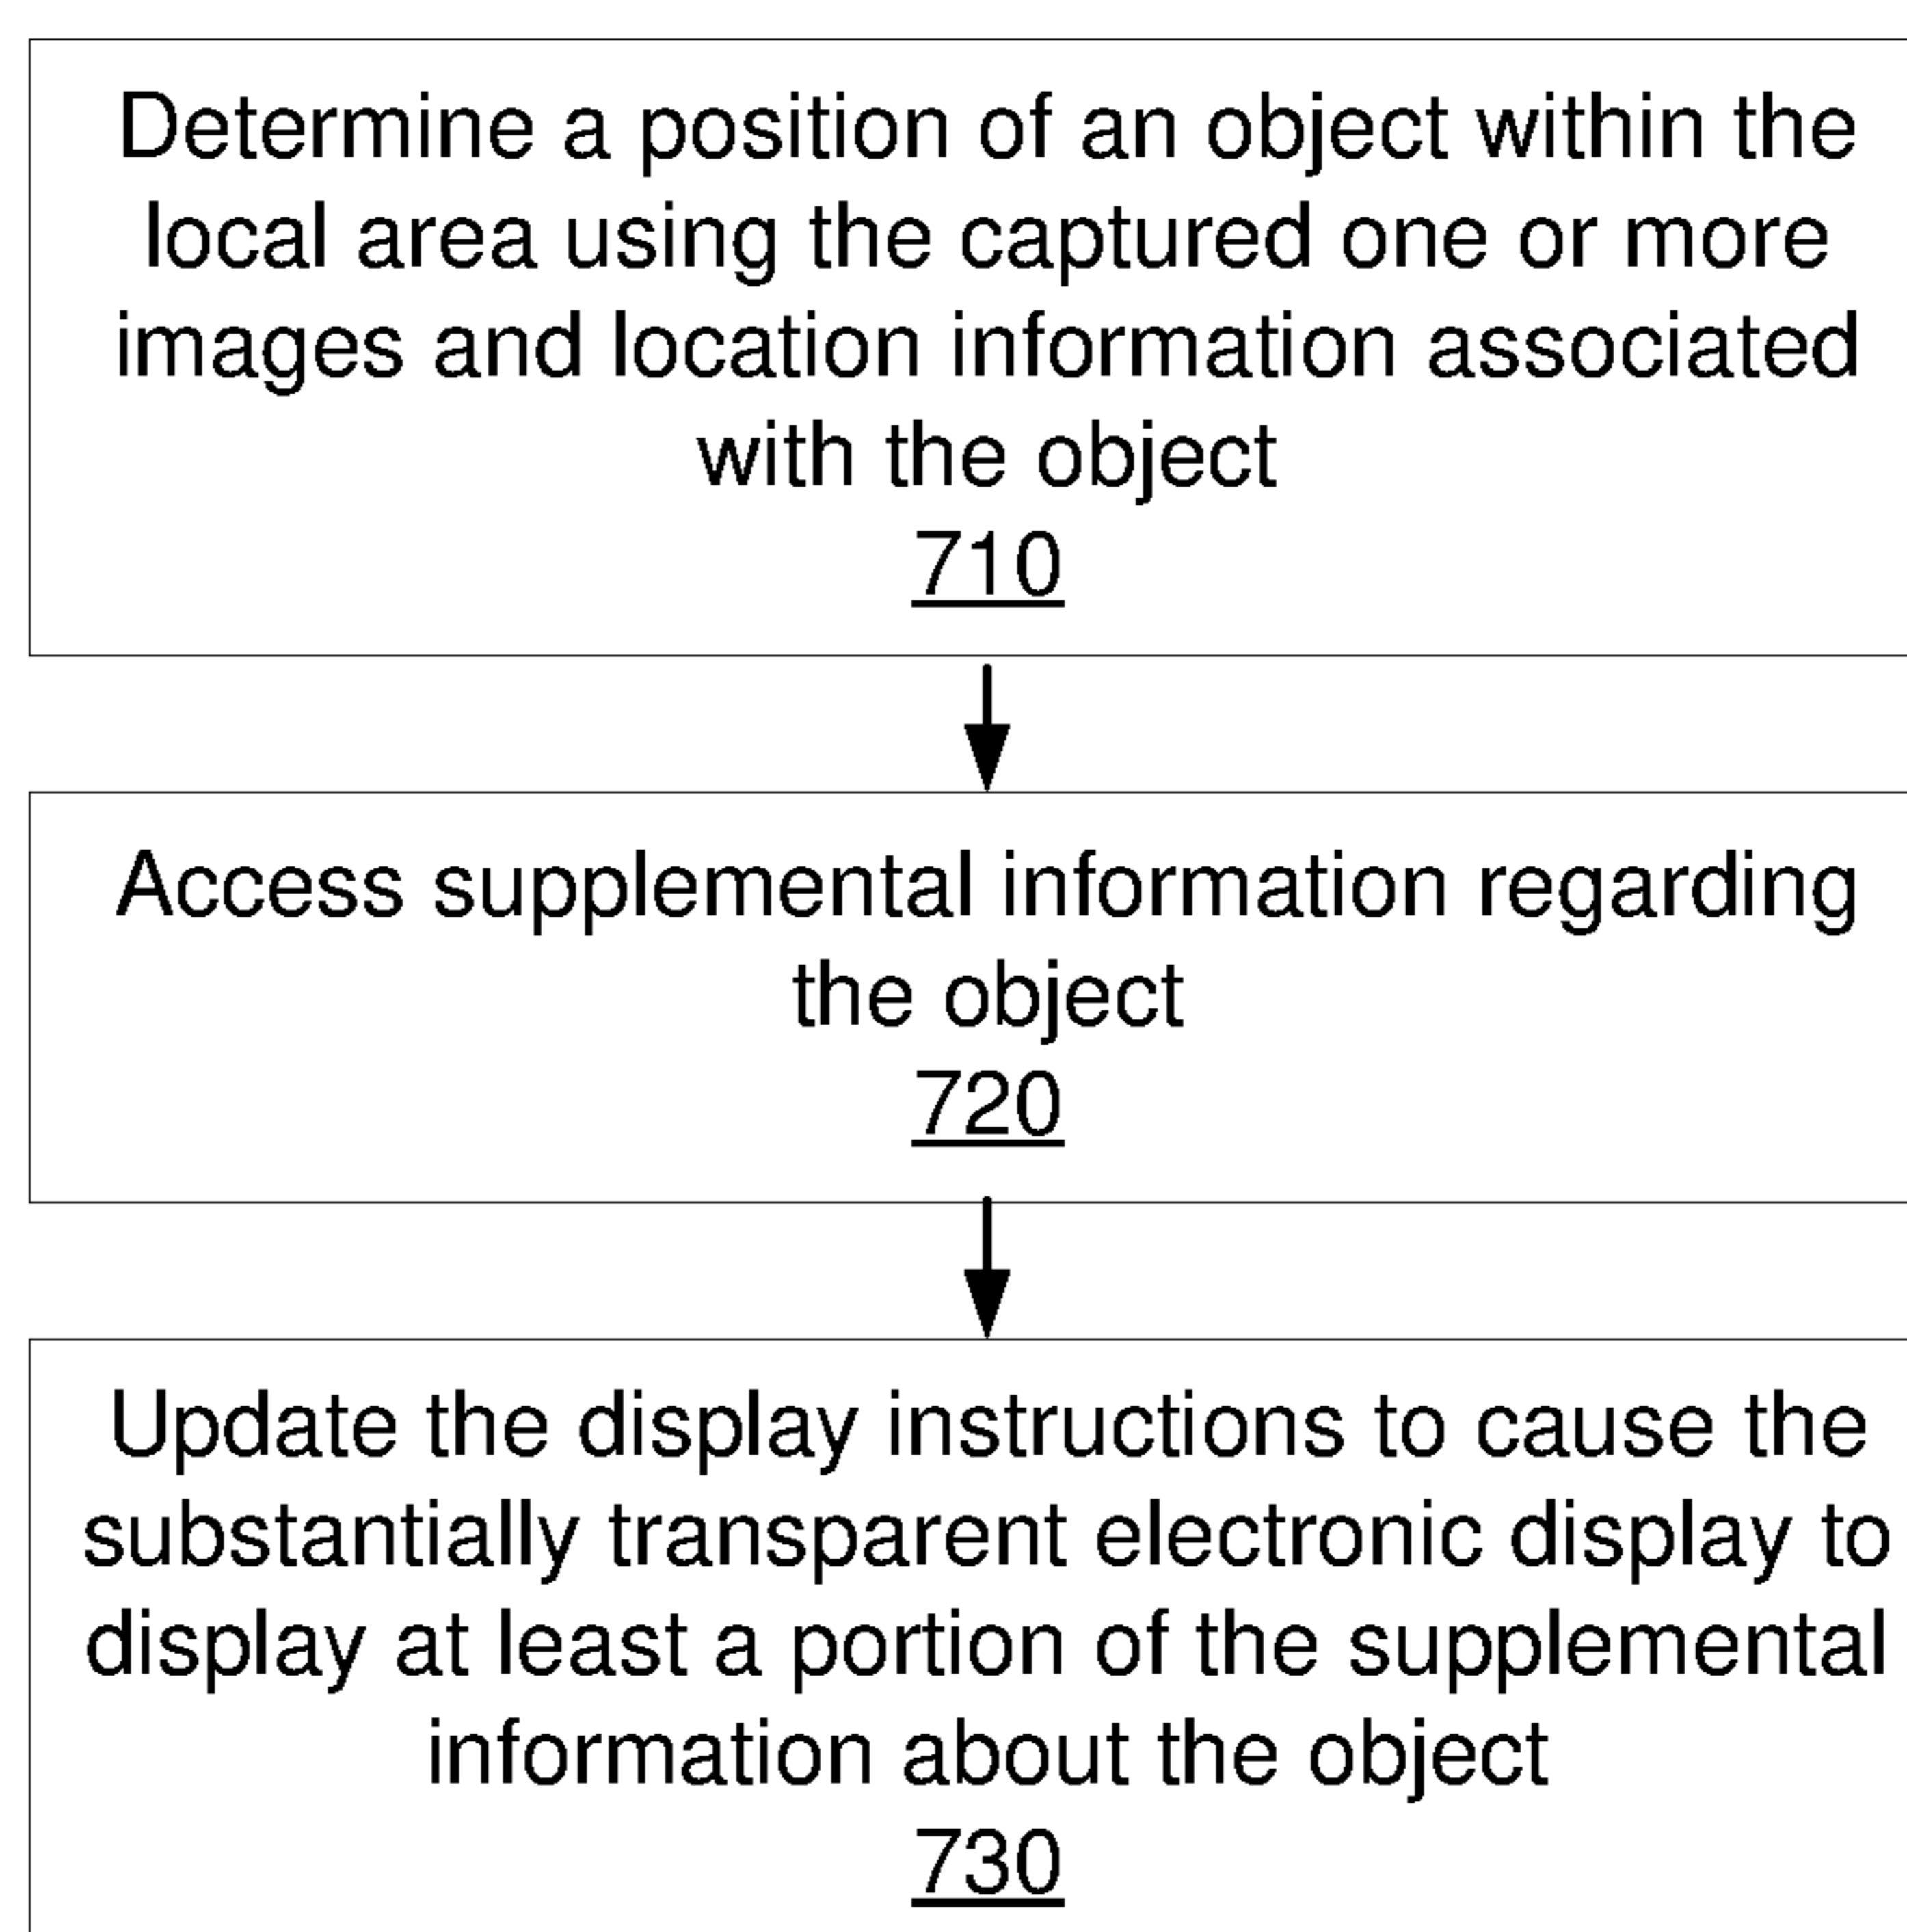 Determine a position of an object within the
local area using the captured one or more
images and location information associated
with the object
710
Access supplemental information regarding
the object
720
Update the display instructions to cause the
substantially transparent electronic display to
display at least a portion of the supplemental
information about the object
730